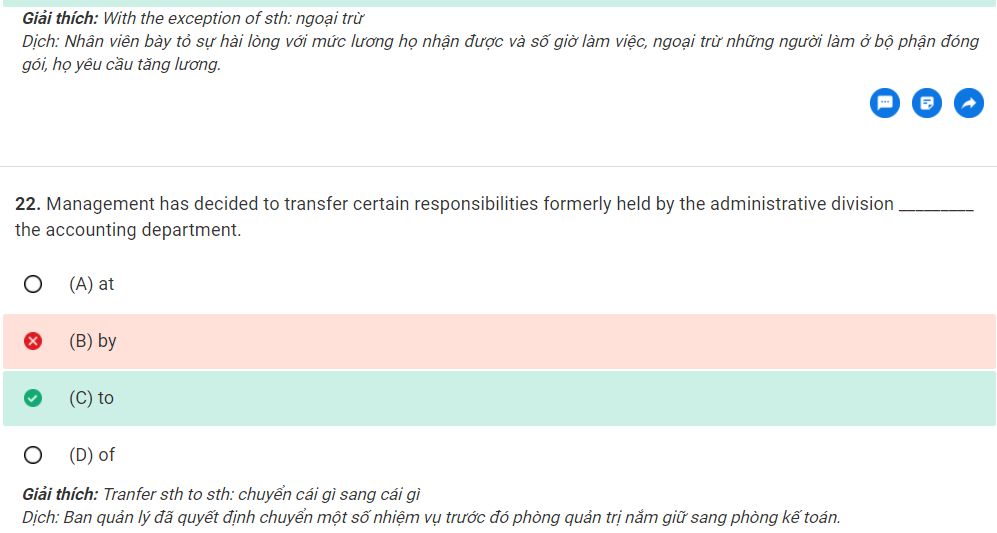 Giải thích: With the exception of sth: ngoại trừ
Dịch: Nhân viên bày tỏ sự hài lòng với mức lương họ nhận được và số giờ làm việc, ngoại trừ những người làm ở bộ phận đóng
gói, họ yêu cầu tăng lương.
22. Management has decided to transfer certain responsibilities formerly held by the administrative division ________
the accounting department.
(A) at
(B) by
(C) to
(D) of
Giải thích: Tranfer sth to sth: chuyển cái gì sang cái gì
Dịch: Ban quản lý đã quyết định chuyển một số nhiệm vụ trước đó phòng quản trị nắm giữ sang phòng kế toán.